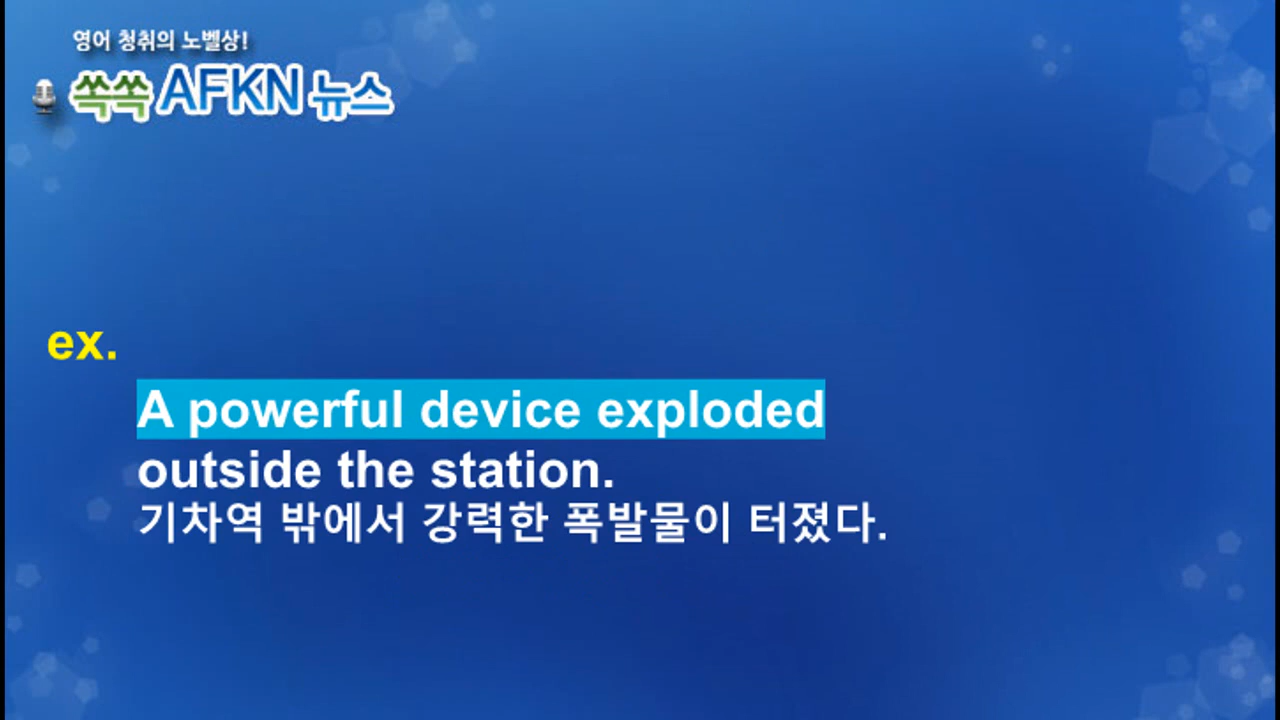 영어 청취의 노벨상!
쏙쏙 AFKN 뉴스
ex.
A powerful device exploded
outside the station.
기차역 밖에서 강력한 폭발물이 터졌다.